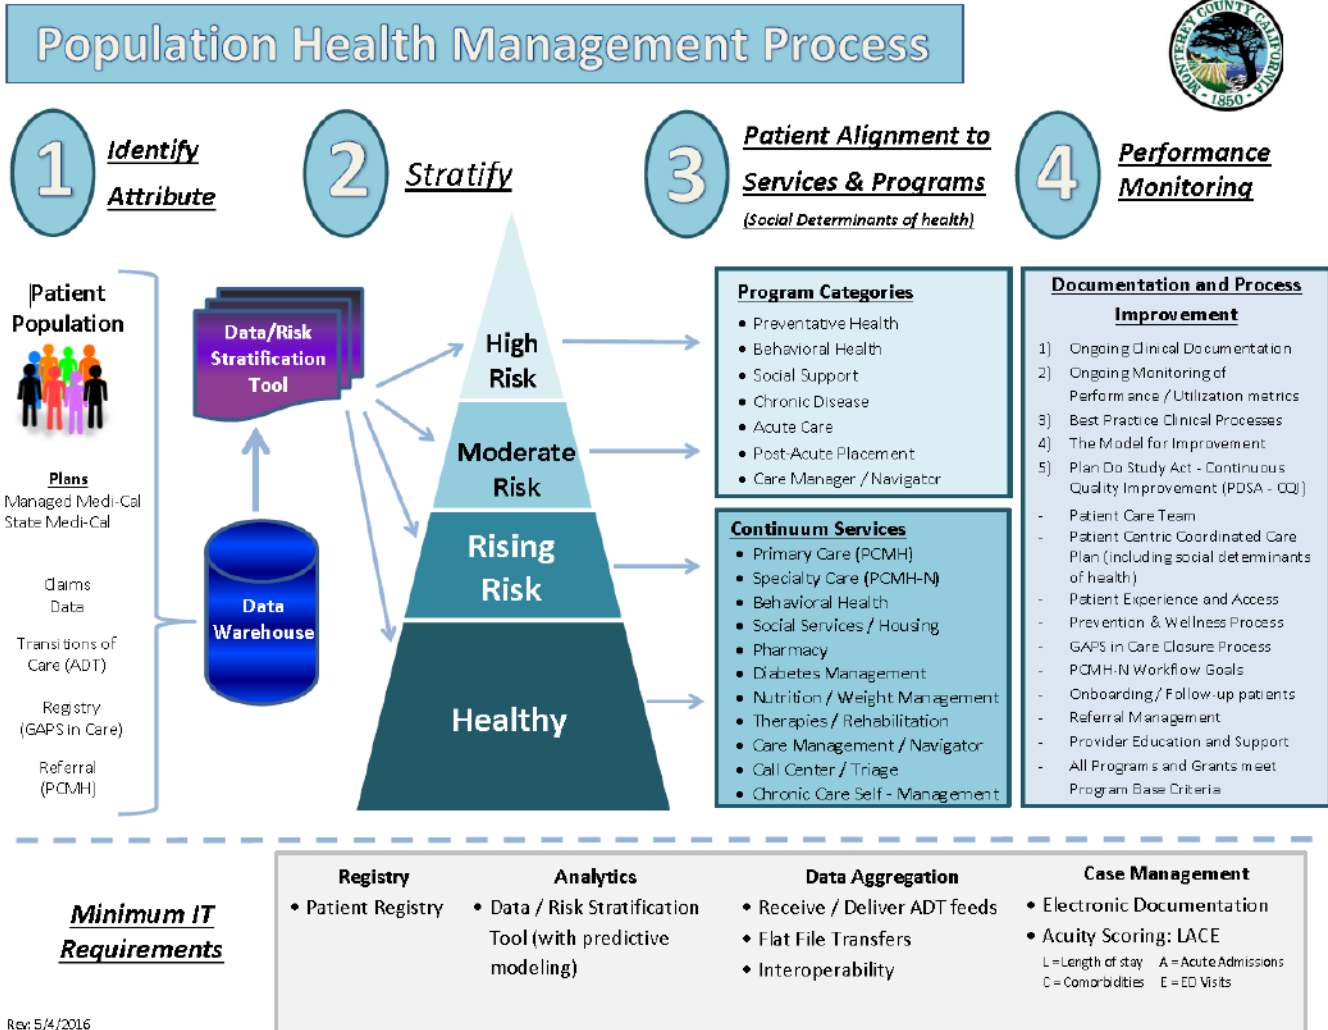 Population Health Management Process
MONTEREY COUNTY CALIFORNIA
1850
1
Identify
Attribute
2
Stratify
3
Patient Alignment to
Services & Programs
(Social Determinants of health)
4
Performance
Monitoring
Patient
Population
Plans
Managed Medi-Cal
State Medi-Cal
Claims
Data
Transitions of
Care (ADT)
Registry
(GAPS in Care)
Referral
(PCMH)
Data/Risk
Stratification
Tool
Data
Warehouse
High
Risk
Moderate
Risk
Rising
Risk
Healthy
Program Categories
• Preventative Health
• Behavioral Health
• Social Support
• Chronic Disease
• Acute Care
• Post-Acute Placement
• Care Manager / Navigator
Continuum Services
• Primary Care (PCMH)
• Specialty Care (PCMH-N)
• Behavioral Health
• Social Services / Housing
• Pharmacy
• Diabetes Management
• Nutrition / Weight Management
• Therapies / Rehabilitation
• Care Management / Navigator
• Call Center / Triage
• Chronic Care Self - Management
Documentation and Process
Improvement
1) Ongoing Clinical Documentation
2) Ongoing Monitoring of
Performance / Utilization metrics
3) Best Practice Clinical Processes
4) The Model for Improvement
5) Plan Do Study Act - Continuous
Quality Improvement (PDSA - CQI)
- Patient Care Team
- Patient Centric Coordinated Care
Plan (including social determinants
of health)
- Patient Experience and Access
- Prevention & Wellness Process
- GAPS in Care Closure Process
- PCMH-N Workflow Goals
- Onboarding / Follow-up patients
- Referral Management
- Provider Education and Support
- All Programs and Grants meet
Program Base Criteria
Minimum IT
Requirements
Registry
• Patient Registry
Analytics
• Data / Risk Stratification
Tool (with predictive
modeling)
Data Aggregation
• Receive / Deliver ADT feeds
• Flat File Transfers
• Interoperability
Case Management
• Electronic Documentation
• Acuity Scoring: LACE
L = Length of stay A = Acute Admissions
C = Comorbidities E = ED Visits
Rev: 5/4/2016